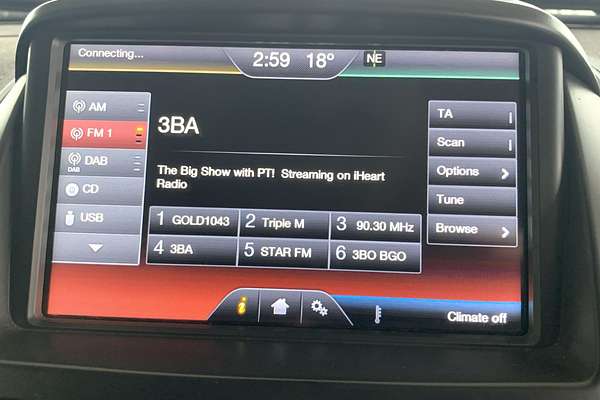 Connecting...
2:59 18° NE
AM
FM 1
DAB
DAB
CD
USB
3BA
The Big Show with PT! Streaming on iHeart
Radio
1 GOLD1043 2 Triple M 3 90.30 MHz
4 3BA 5 STAR FM 6 3BO BGO
TA
Scan
Options
Tune
Browse
i
Climate off